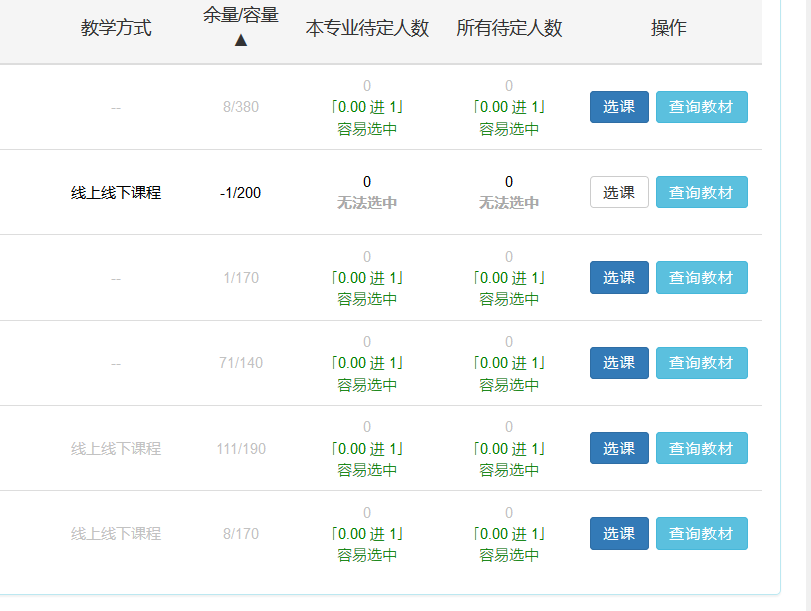 教学方式 余量/容量 ▲ 本专业待定人数 所有待定人数 操作
-- 8/380 0 0 选课 查询教材
「0.00 进 1」 「0.00 进 1」
容易选中 容易选中
线上线下课程 -1/200 0 0 选课 查询教材
无法选中 无法选中
-- 1/170 0 0 选课 查询教材
「0.00 进 1」 「0.00 进 1」
容易选中 容易选中
-- 71/140 0 0 选课 查询教材
「0.00 进 1」 「0.00 进 1」
容易选中 容易选中
线上线下课程 111/190 0 0 选课 查询教材
「0.00 进 1」 「0.00 进 1」
容易选中 容易选中
线上线下课程 8/170 0 0 选课 查询教材
「0.00 进 1」 「0.00 进 1」
容易选中 容易选中